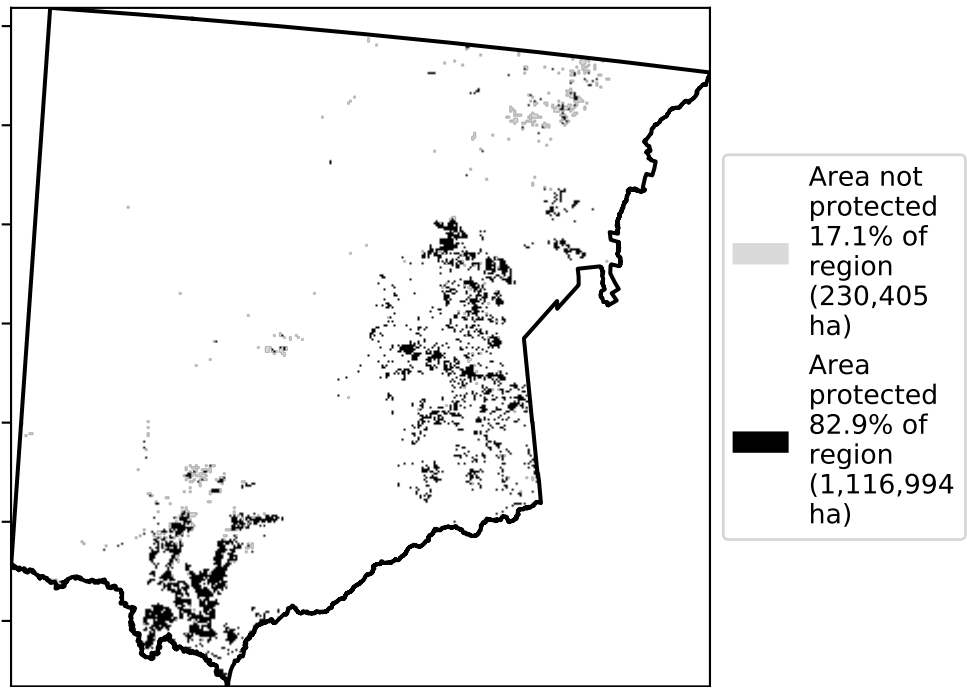 Area not
protected
17.1% of
region
(230,405
ha)
Area
protected
82.9% of
region
(1,116,994
ha)